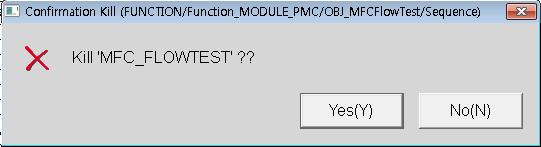 Confirmation Kill (FUNCTION/Function_MODULE_PMC/OBJ_MFCFlowTest/Sequence)
Kill 'MFC_FLOWTEST' ??
Yes(Y) No(N)